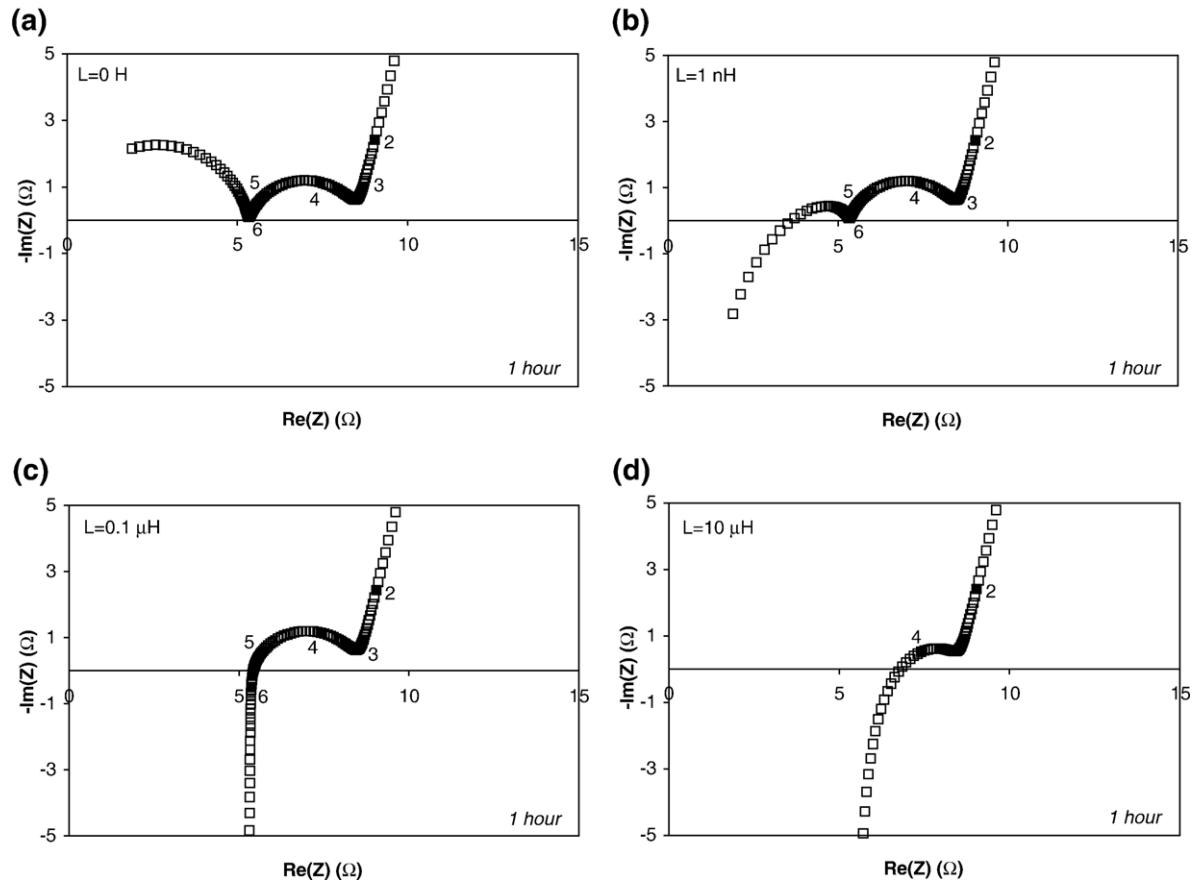 (a)
5
L=0 H
3
2
1
5
4
3
0
5
6
10
15
-1
-3
-5
1 hour
-Im(Z) (Ω)
Re(Z) (Ω)
(b)
5
L=1 nH
3
2
1
5
4
3
0
5
6
10
15
-1
-3
-5
1 hour
-Im(Z) (Ω)
Re(Z) (Ω)
(c)
5
L=0.1 μH
3
2
1
5
4
3
0
5
6
10
15
-1
-3
-5
1 hour
-Im(Z) (Ω)
Re(Z) (Ω)
(d)
5
L=10 μH
3
2
1
4
0
5
10
15
-1
-3
-5
1 hour
-Im(Z) (Ω)
Re(Z) (Ω)